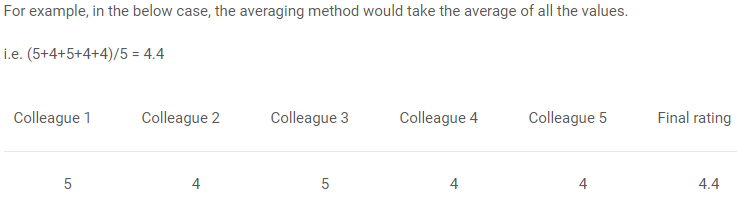 For example, in the below case, the averaging method would take the average of all the values.
i.e. (5+4+5+4+4)/5 = 4.4
Colleague 1 Colleague 2 Colleague 3 Colleague 4 Colleague 5 Final rating
5 4 5 4 4 4.4